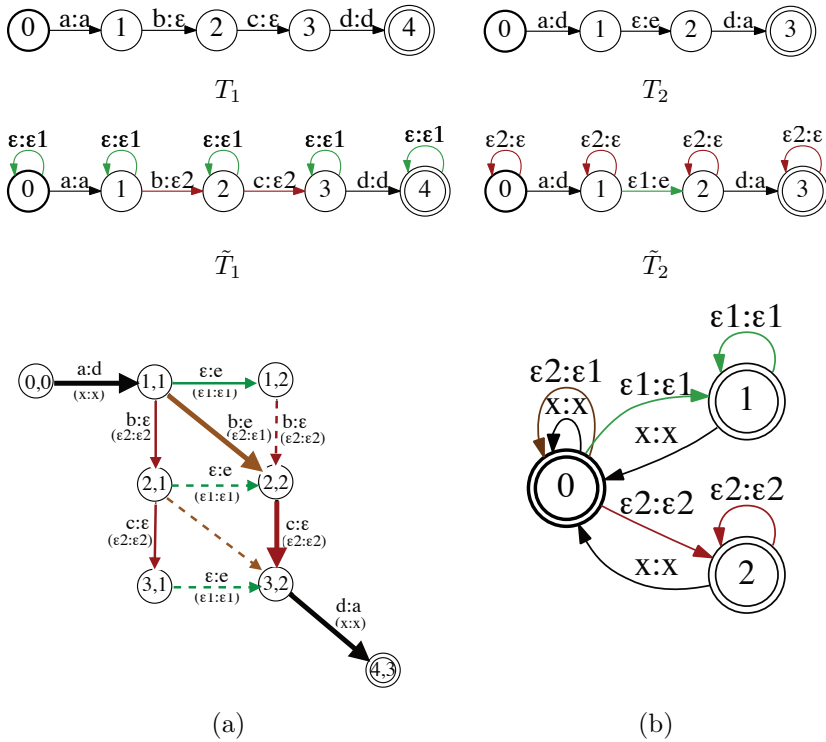 a:a b:ε c:ε d:d
0 1 2 3 4
T1
a:d ε:e d:a
0 1 2 3
T2
ε:ε1 ε:ε1 ε:ε1 ε:ε1 ε:ε1
a:a b:ε2 c:ε2 d:d
0 1 2 3 4
T̃1
ε2:ε ε2:ε ε2:ε ε2:ε
a:d ε1:e d:a
0 1 2 3
T̃2
a:d ε:e
0,0 1,1 1,2
(x:x) (ε1:ε1)
b:ε b:e b:ε
(ε2:ε2 (ε2:ε1) (ε2:ε2)
ε:e
2,1 2,2
(ε1:ε1)
c:ε c:ε
(ε2:ε2) (ε2:ε2)
ε:e
3,1 3,2
(ε1:ε1)
d:a
(x:x)
4,3
(a)
ε1:ε1
ε2:ε1 ε1:ε1
x:x 1
x:x
0
ε2:ε2 ε2:ε2
x:x 2
(b)